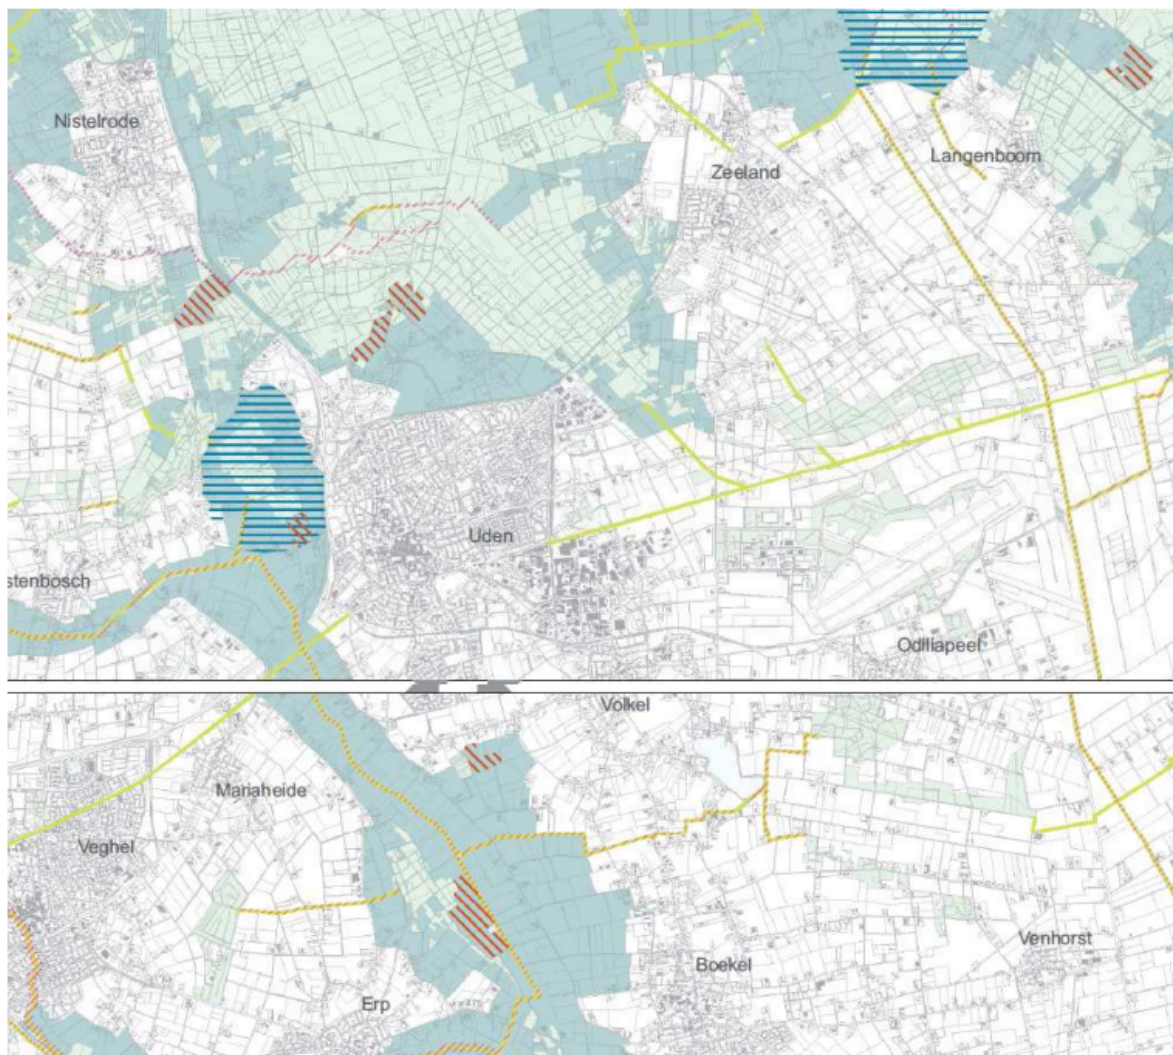 Nistelrode
Zeeland
Langenboom
Uden
stenbosch
Odiliapeel
Volkel
Mariaheide
Veghel
Boekel
Venhorst
Erp